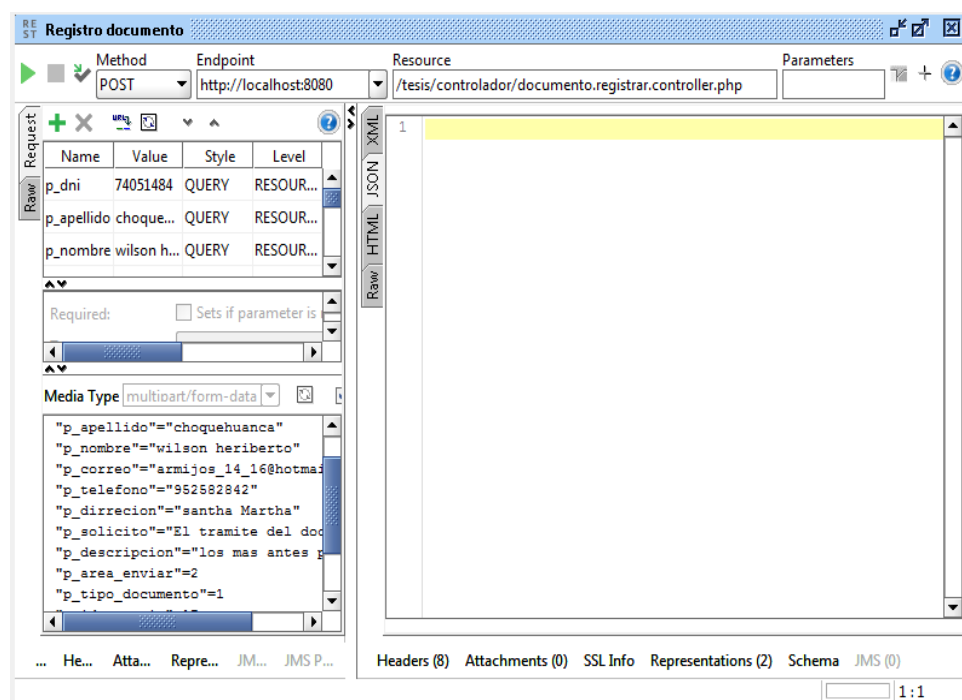 RE
ST Registro documento
Method Endpoint Resource Parameters
POST http://localhost:8080 /tesis/controlador/documento.registrar.controller.php
Request
Raw
Name Value Style Level
p_dni 74051484 QUERY RESOUR...
p_apellido choque... QUERY RESOUR...
p_nombre wilson h... QUERY RESOUR...
Required: Sets if parameter is
Media Type multipart/form-data
"p_apellido"="choquehuanca"
"p_nombre"="wilson heriberto"
"p_correo"="armijos_14_16@hotmai
"p_telefono"="952582842"
"p_dirrecion"="santha Martha"
"p_solicito"="El tramite del doc
"p_descripcion"="los mas antes p
"p_area_enviar"=2
"p_tipo_documento"=1
... He... Atta... Repre... JM... JMS P...
XML
JSON
HTML
Raw
1
Headers (8) Attachments (0) SSL Info Representations (2) Schema JMS (0)
1:1